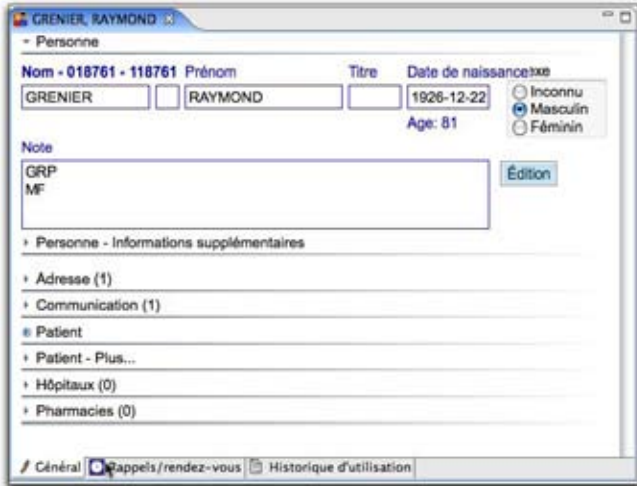 GRENIER, RAYMOND
Personne
Nom - 018761 - 118761 Prénom Titre Date de naissance
GRENIER RAYMOND 1926-12-22
Inconnu
Masculin
Féminin
Age: 81
Note
GRP
MF
Édition
Personne - Informations supplémentaires
Adresse (1)
Communication (1)
Patient
Patient - Plus...
Hôpitaux (0)
Pharmacies (0)
Général Rappels/rendez-vous Historique d'utilisation